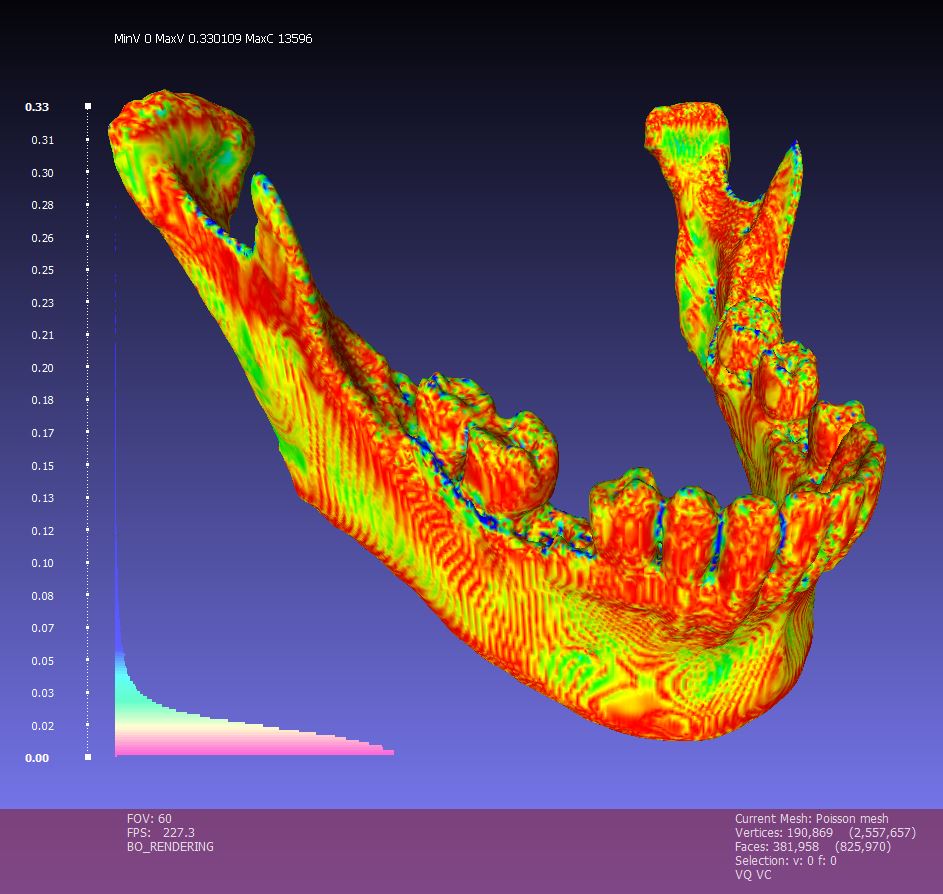 MinV 0 MaxV 0.330109 MaxC 13596
0.33
0.31
0.30
0.28
0.26
0.25
0.23
0.21
0.20
0.18
0.17
0.15
0.13
0.12
0.10
0.08
0.07
0.05
0.03
0.02
0.00
FOV: 60
FPS: 227.3
BO_RENDERING
Current Mesh: Poisson mesh
Vertices: 190,869 (2,557,657)
Faces: 381,958 (825,970)
Selection: v: 0 f: 0
VQ VC